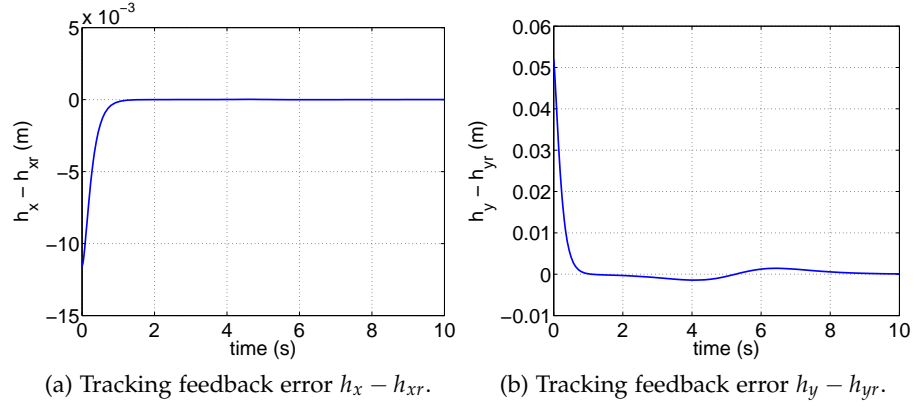 5 x 10⁻³
0
−5
−10
−15
0 2 4 6 8 10
time (s)
h_x − h_xr (m)
0.06
0.05
0.04
0.03
0.02
0.01
0
−0.01
0 2 4 6 8 10
time (s)
h_y − h_yr (m)
(a) Tracking feedback error h_x − h_xr.
(b) Tracking feedback error h_y − h_yr.